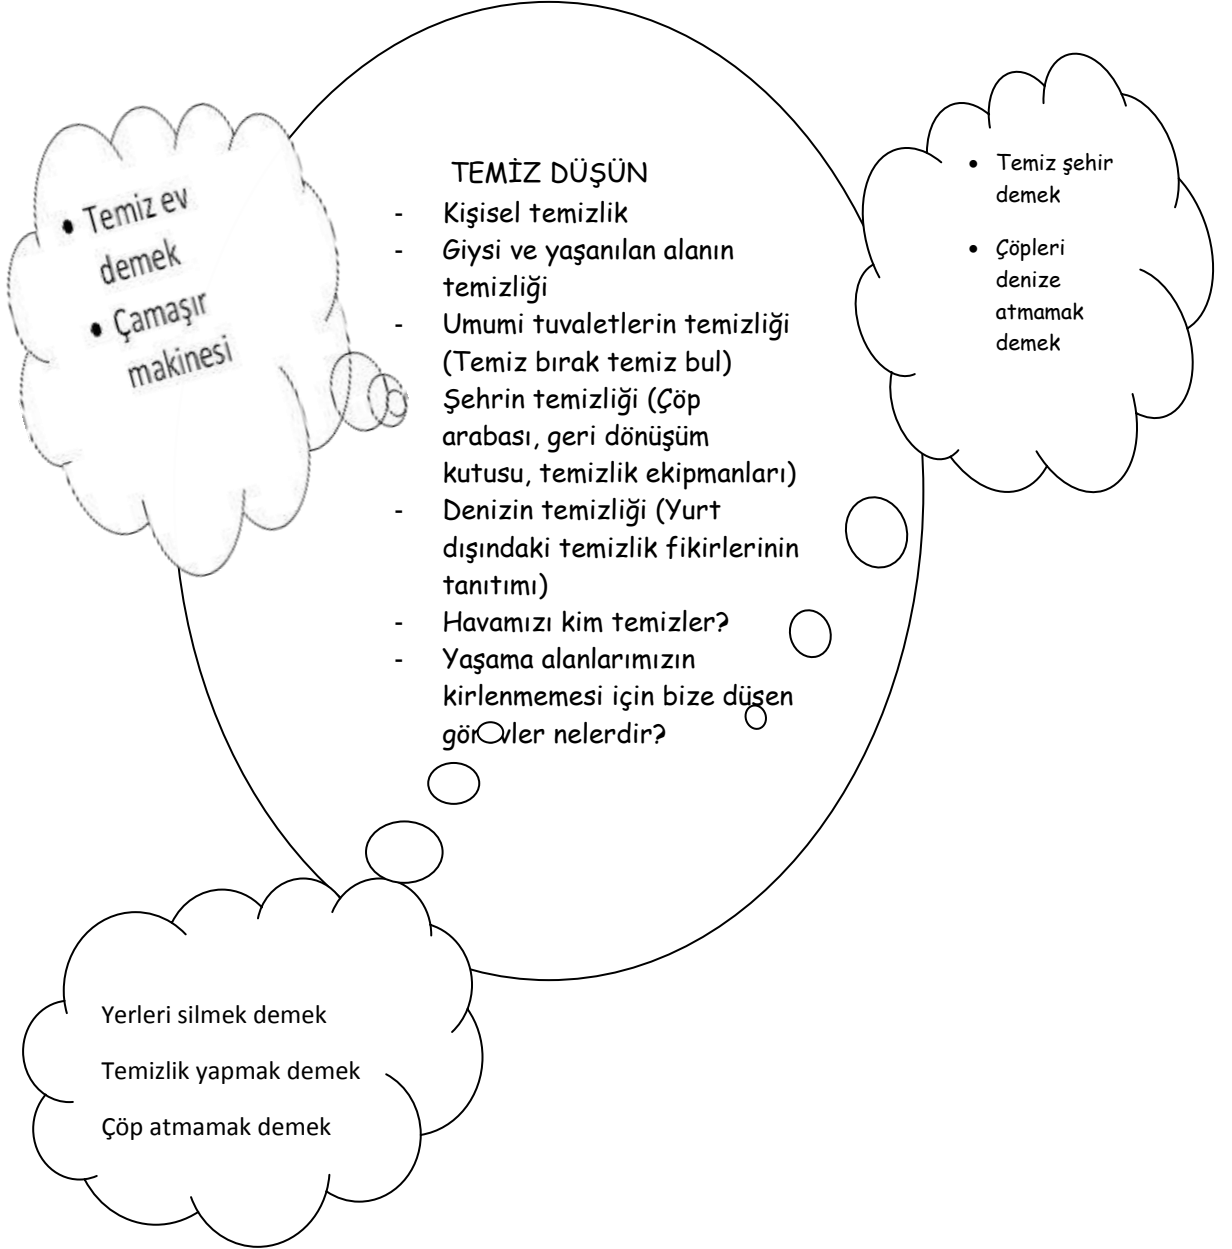 TEMİZ DÜŞÜN
- Kişisel temizlik
- Giysi ve yaşanılan alanın
temizliği
- Umumi tuvaletlerin temizliği
(Temiz bırak temiz bul)
- Şehrin temizliği (Çöp
arabası, geri dönüşüm
kutusu, temizlik ekipmanları)
- Denizin temizliği (Yurt
dışındaki temizlik fikirlerinin
tanıtımı)
- Havamızı kim temizler?
- Yaşama alanlarımızın
kirlenmemesi için bize düşen
görevler nelerdir?
• Temiz ev
demek
• Çamaşır
makinesi
• Temiz şehir
demek
• Çöpleri
denize
atmamak
demek
Yerleri silmek demek
Temizlik yapmak demek
Çöp atmamak demek